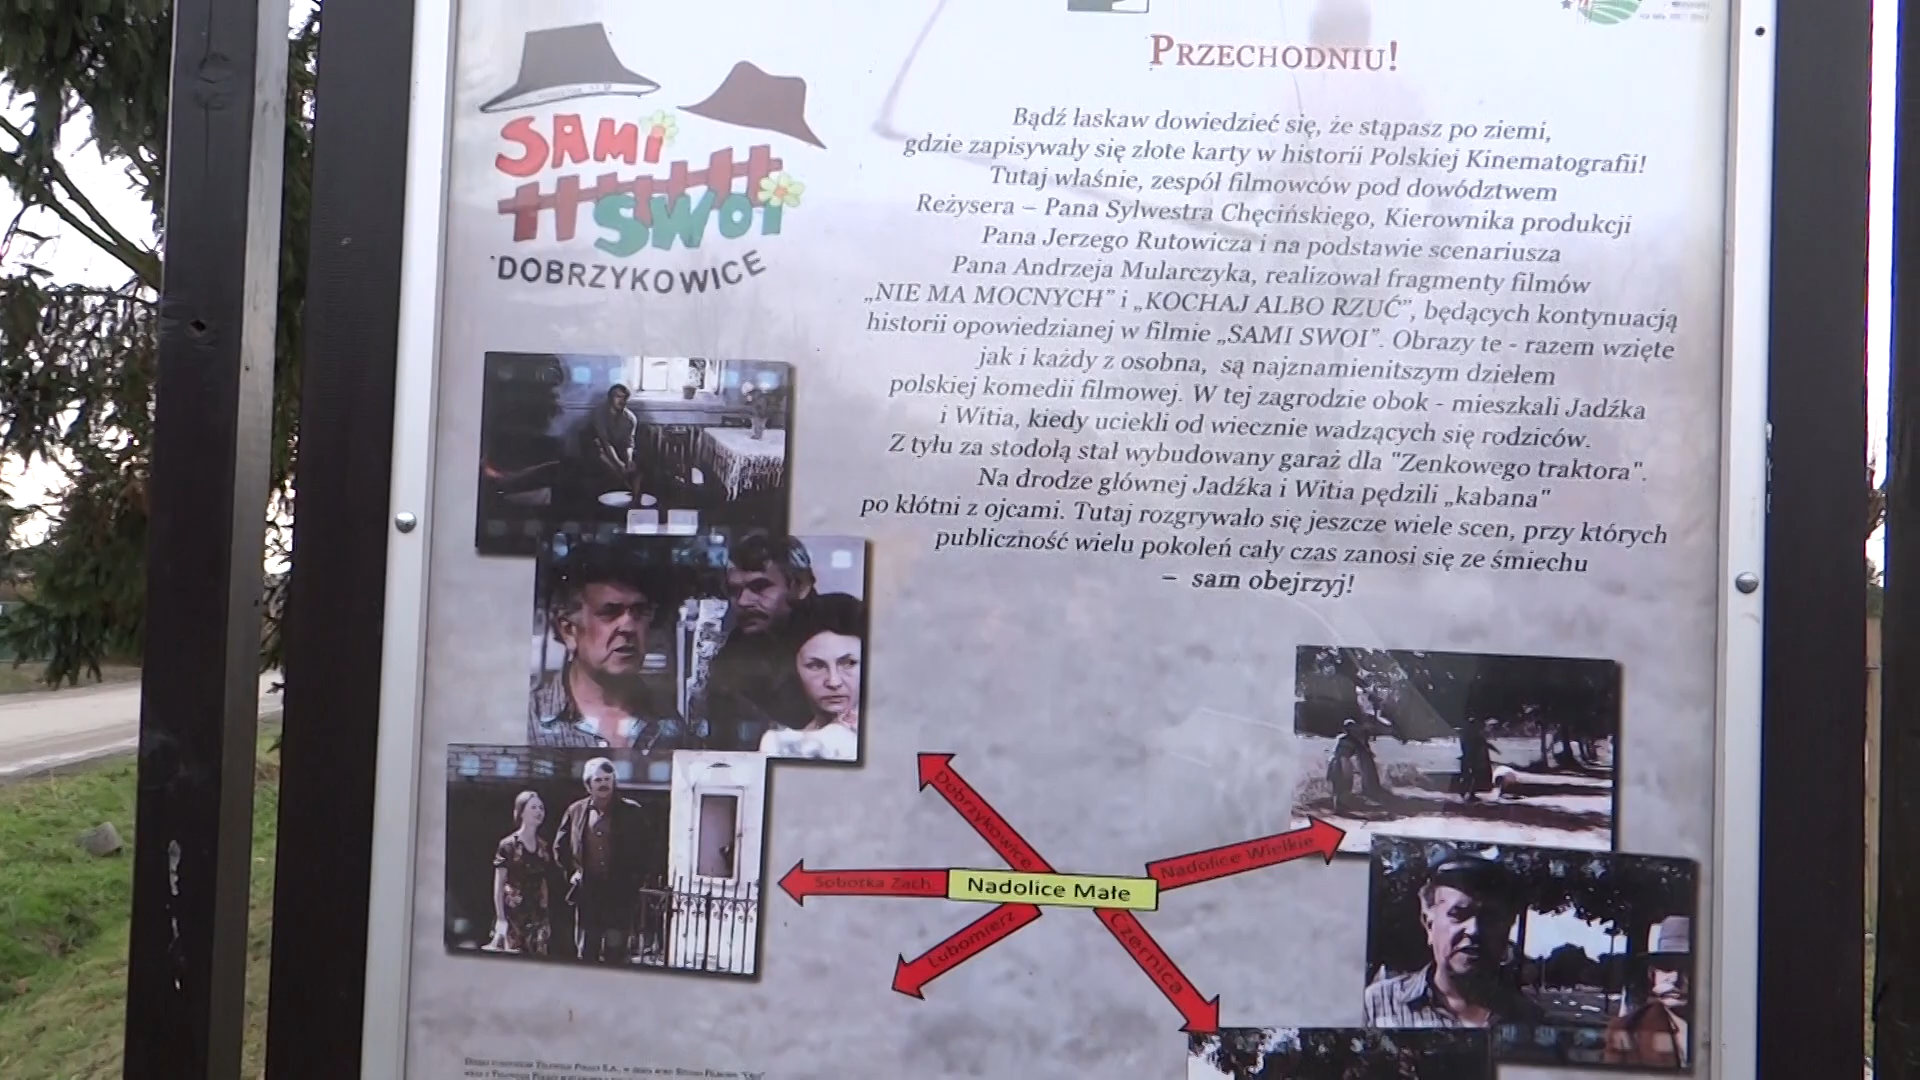 SAMI
SWOI
DOBRZYKOWICE
PRZECHODNIU!
Bądź łaskaw dowiedzieć się, że stąpasz po ziemi,
gdzie zapisywały się złote karty w historii Polskiej Kinematografii!
Tutaj właśnie, zespół filmowców pod dowództwem
Reżysera – Pana Sylwestra Chęcińskiego, Kierownika produkcji
Pana Jerzego Rutowicza i na podstawie scenariusza
Pana Andrzeja Mularczyka, realizował fragmenty filmów
„NIE MA MOCNYCH” i „KOCHAJ ALBO RZUĆ”, będących kontynuacją
historii opowiedzianej w filmie „SAMI SWOI”. Obrazy te - razem wzięte
jak i każdy z osobna, są najznamienitszym dziełem
polskiej komedii filmowej. W tej zagrodzie obok - mieszkali Jadźka
i Witia, kiedy uciekli od wiecznie wadzących się rodziców.
Z tyłu za stodołą stał wybudowany garaż dla "Zenkowego traktora".
Na drodze głównej Jadźka i Witia pędzili „kabana"
po kłótni z ojcami. Tutaj rozgrywało się jeszcze wiele scen, przy których
publiczność wielu pokoleń cały czas zanosi się ze śmiechu
– sam obejrzyj!
Dobrzykowice
Nadolice Wielkie
Sobótka Zach.
Nadolice Małe
Lubomierz
Czernica